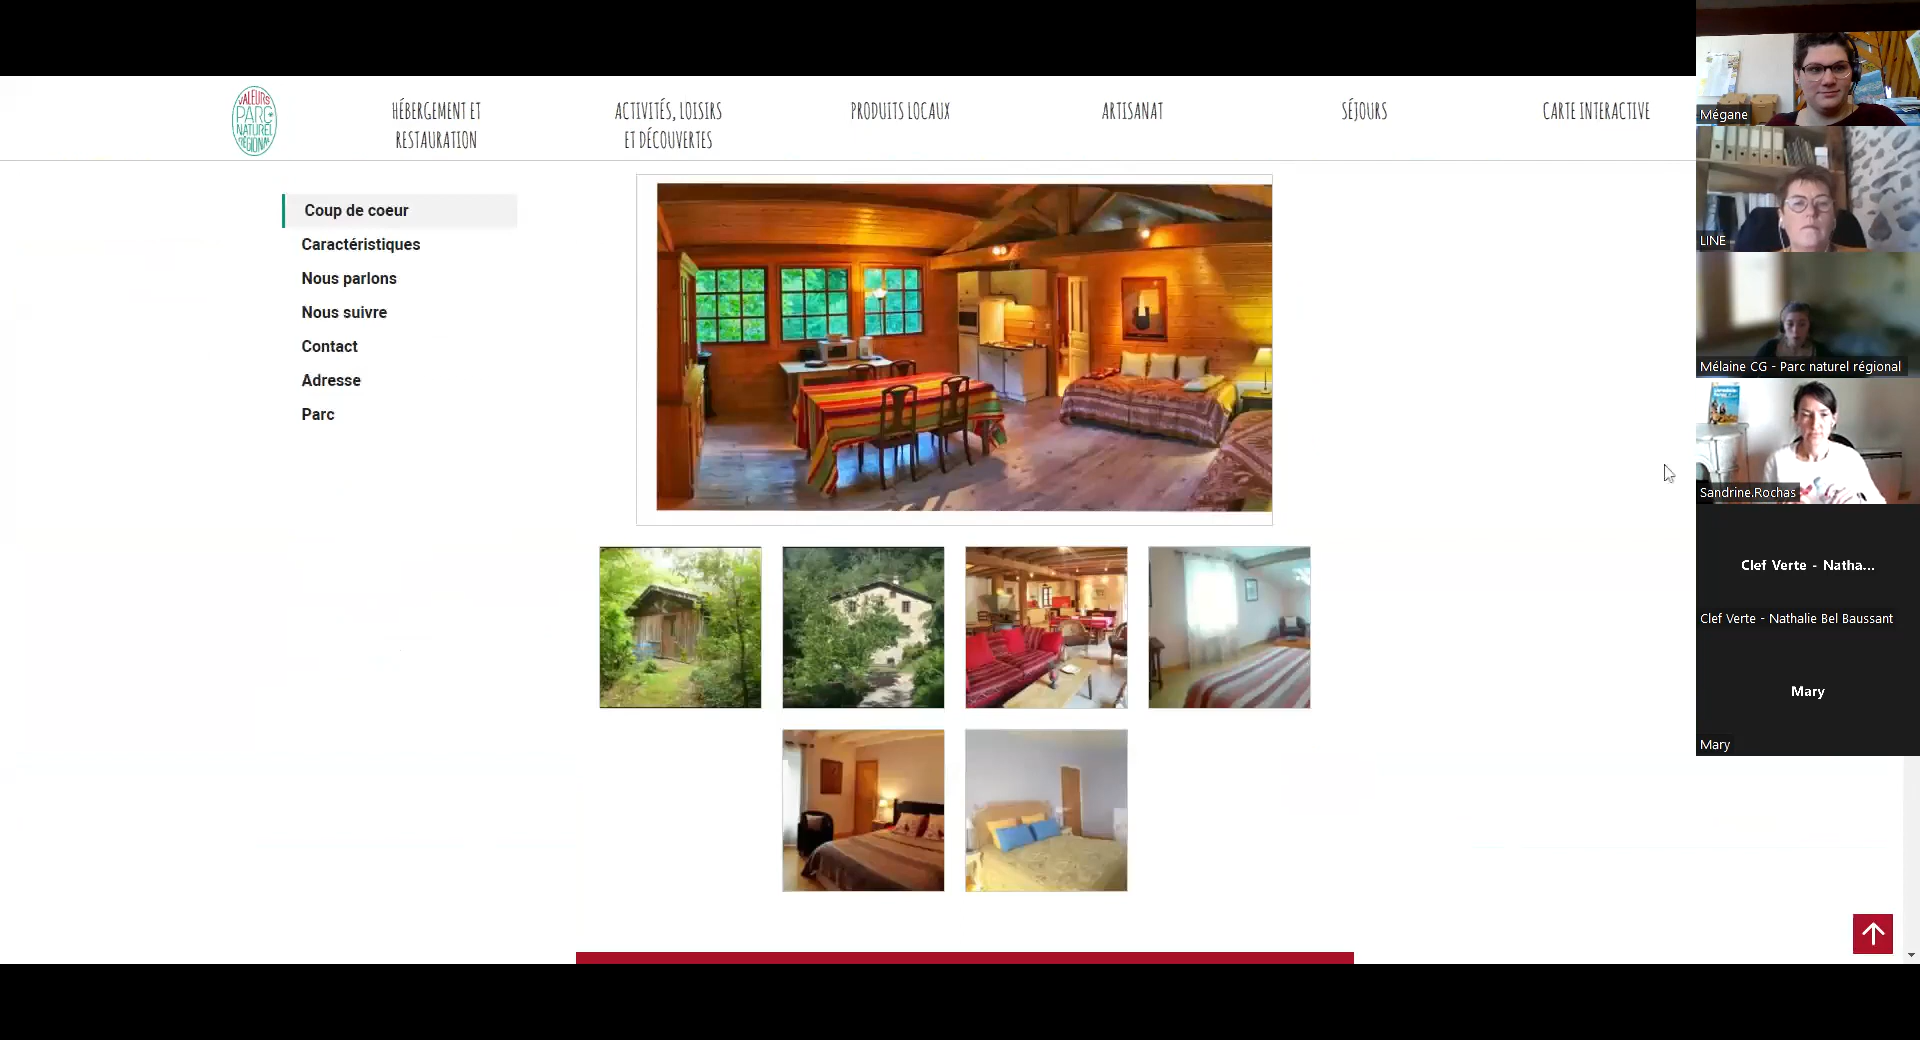 VALEURS
PARC
NATUREL
RÉGIONAL
HÉBERGEMENT ET
RESTAURATION
ACTIVITÉS, LOISIRS
ET DÉCOUVERTES
PRODUITS LOCAUX
ARTISANAT
SÉJOURS
CARTE INTERACTIVE
Coup de coeur
Caractéristiques
Nous parlons
Nous suivre
Contact
Adresse
Parc
Mégane
LINE
Mélaine CG - Parc naturel régional
Sandrine.Rochas
Clef Verte - Natha...
Clef Verte - Nathalie Bel Baussant
Mary
Mary